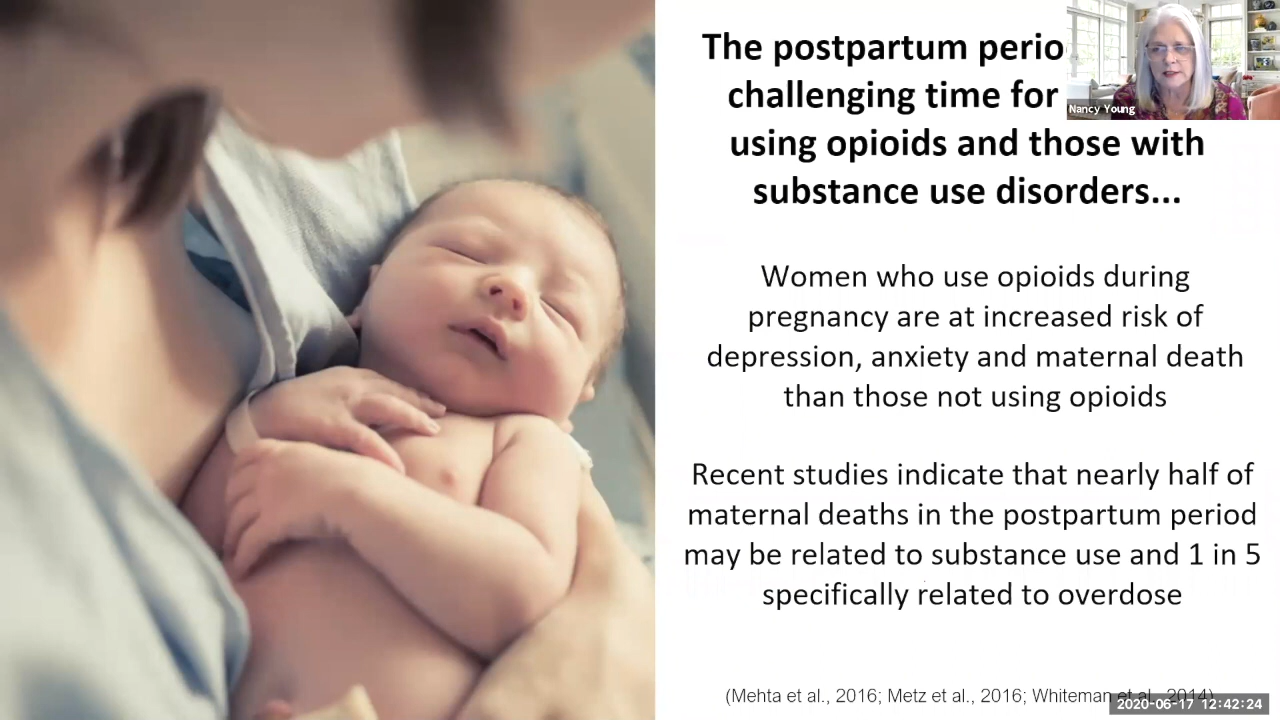 The postpartum perio
challenging time for
using opioids and those with
substance use disorders...
Nancy Young
Women who use opioids during
pregnancy are at increased risk of
depression, anxiety and maternal death
than those not using opioids
Recent studies indicate that nearly half of
maternal deaths in the postpartum period
may be related to substance use and 1 in 5
specifically related to overdose
(Mehta et al., 2016; Metz et al., 2016; Whiteman et al., 2014)
2020-06-17 12:42:24